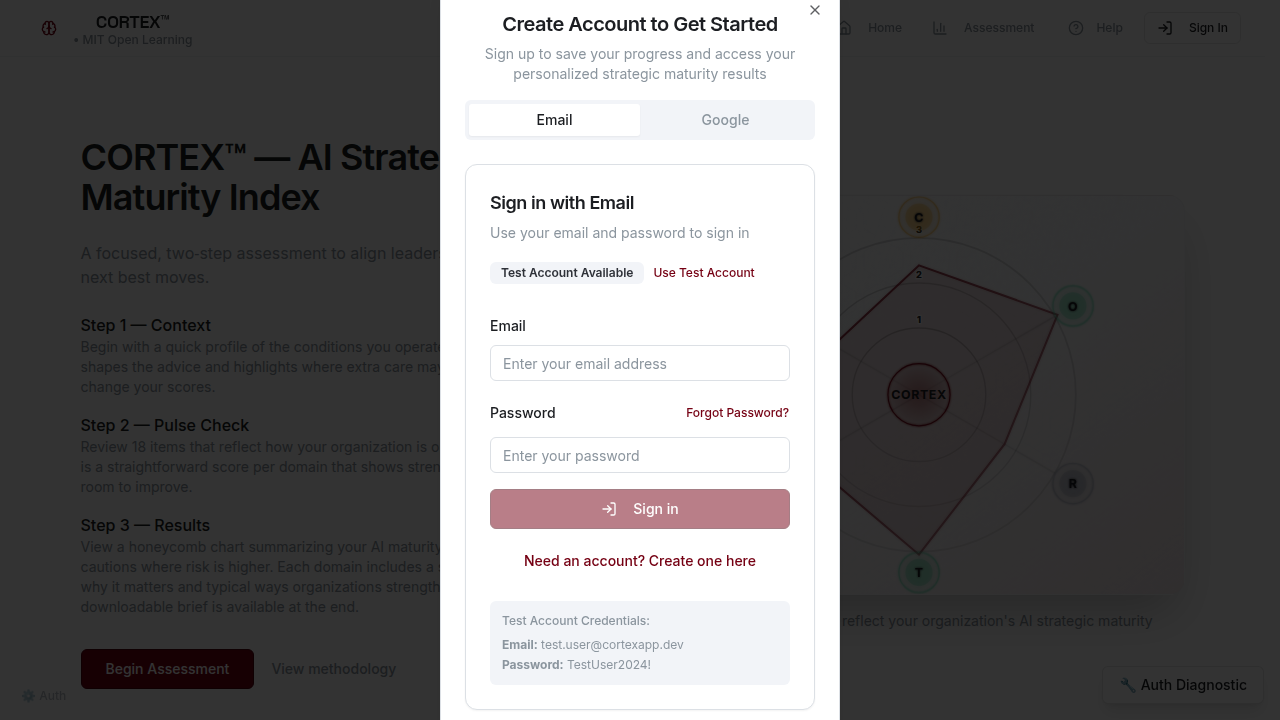 CORTEX™
• MIT Open Learning
Home
Assessment
Help
Sign In
Create Account to Get Started
Sign up to save your progress and access your
personalized strategic maturity results
Email
Google
Sign in with Email
Use your email and password to sign in
Test Account Available
Use Test Account
Email
Enter your email address
Password
Forgot Password?
Enter your password
Sign in
Need an account? Create one here
Test Account Credentials:
Email: test.user@cortexapp.dev
Password: TestUser2024!
CORTEX™ — AI Strate
Maturity Index
A focused, two-step assessment to align leader
next best moves.
Step 1 — Context
Begin with a quick profile of the conditions you operat
shapes the advice and highlights where extra care may
change your scores.
Step 2 — Pulse Check
Review 18 items that reflect how your organization is o
is a straightforward score per domain that shows stren
room to improve.
Step 3 — Results
View a honeycomb chart summarizing your AI maturity
cautions where risk is higher. Each domain includes a
why it matters and typical ways organizations strength
downloadable brief is available at the end.
Begin Assessment
View methodology
Auth
C
3
2
1
O
CORTEX
R
T
reflect your organization's AI strategic maturity
Auth Diagnostic